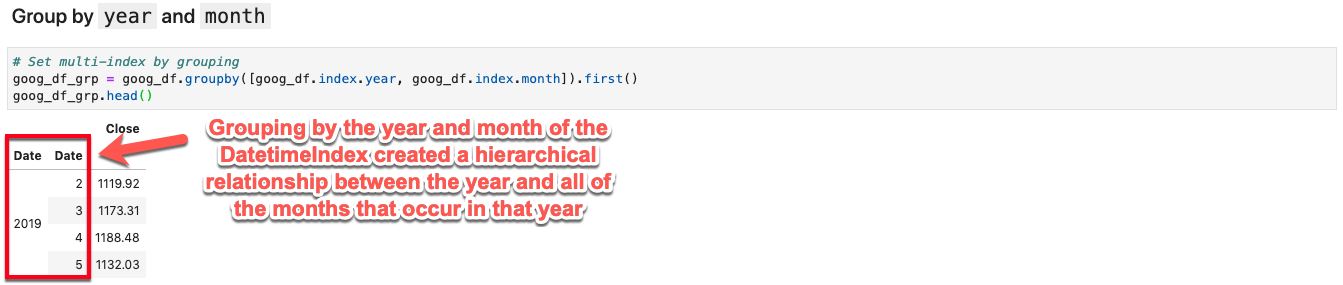 Group by year and month
# Set multi-index by grouping
goog_df_grp = goog_df.groupby([goog_df.index.year, goog_df.index.month]).first()
goog_df_grp.head()
Close
Date Date
2 1119.92
3 1173.31
2019
4 1188.48
5 1132.03
Grouping by the year and month of the
DatetimeIndex created a hierarchical
relationship between the year and all of
the months that occur in that year